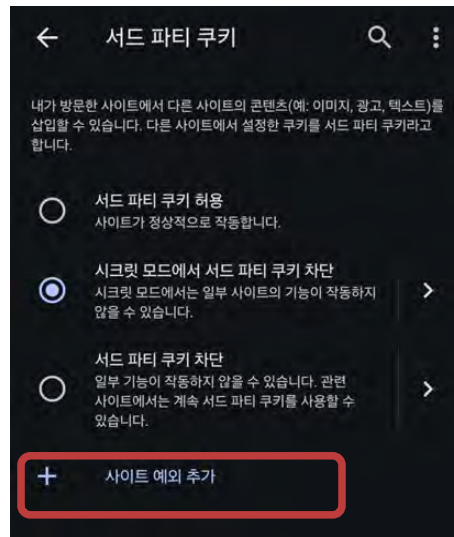 서드 파티 쿠키
내가 방문한 사이트에서 다른 사이트의 콘텐츠(예: 이미지, 광고, 텍스트)를
삽입할 수 있습니다. 다른 사이트에서 설정한 쿠키를 서드 파티 쿠키라고
합니다.
서드 파티 쿠키 허용
사이트가 정상적으로 작동합니다.
시크릿 모드에서 서드 파티 쿠키 차단
시크릿 모드에서는 일부 사이트의 기능이 작동하지
않을 수 있습니다.
서드 파티 쿠키 차단
일부 기능이 작동하지 않을 수 있습니다. 관련
사이트에서는 계속 서드 파티 쿠키를 사용할 수
있습니다.
사이트 예외 추가